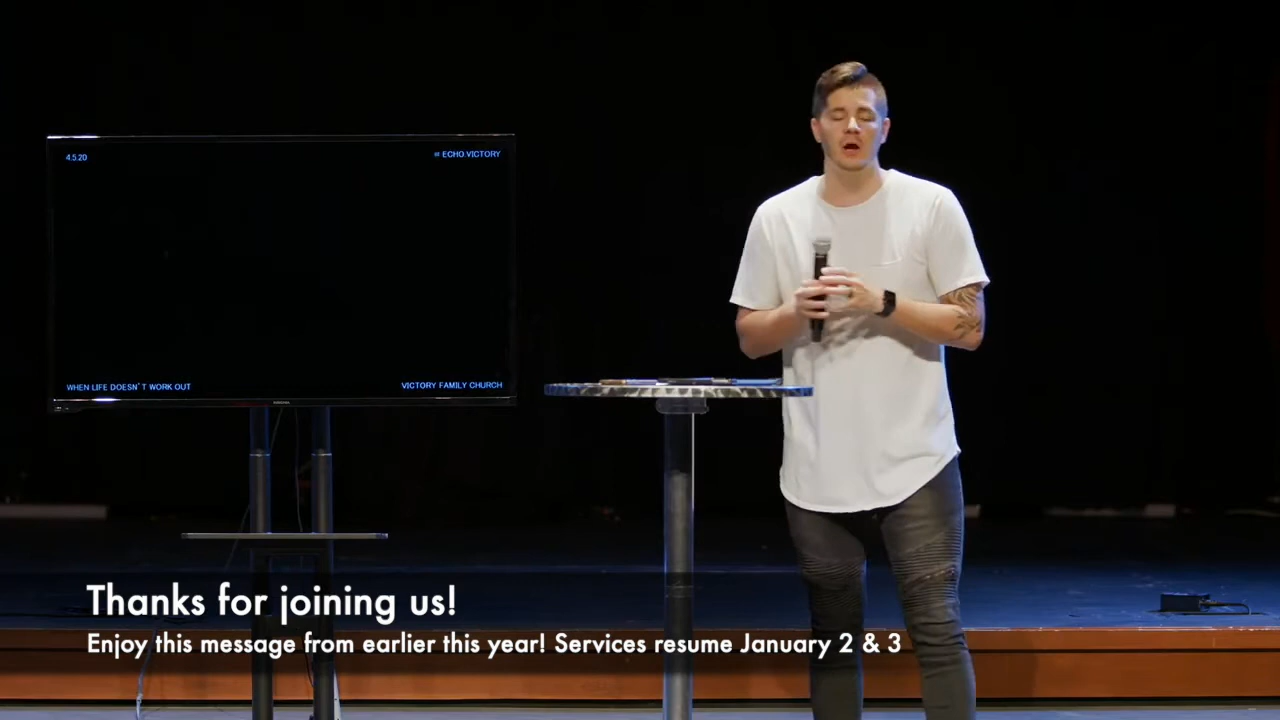 4.5.20
ECHO.VICTORY
WHEN LIFE DOESN'T WORK OUT
VICTORY FAMILY CHURCH
Thanks for joining us!
Enjoy this message from earlier this year! Services resume January 2 & 3